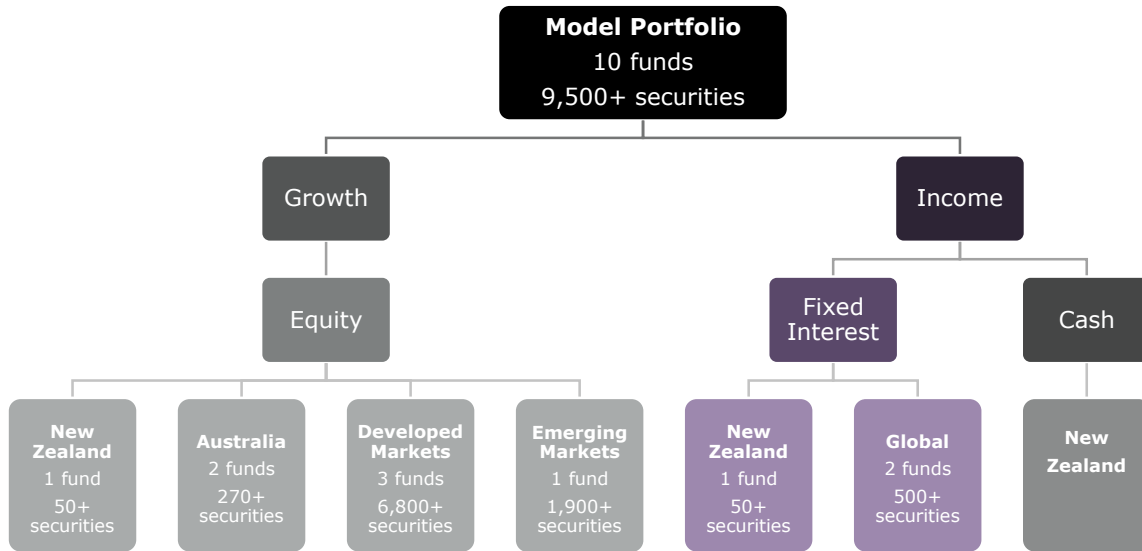 Model Portfolio
10 funds
9,500+ securities
Growth
Income
Equity
Fixed
Interest
Cash
New
Zealand
1 fund
50+
securities
Australia
2 funds
270+
securities
Developed
Markets
3 funds
6,800+
securities
Emerging
Markets
1 fund
1,900+
securities
New
Zealand
1 fund
50+
securities
Global
2 funds
500+
securities
New
Zealand